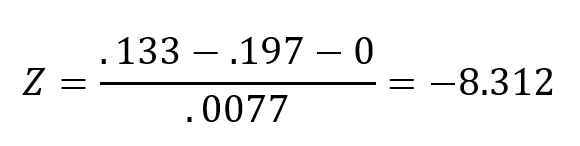 Z = .133 − .197 − 0 / .0077 = −8.312